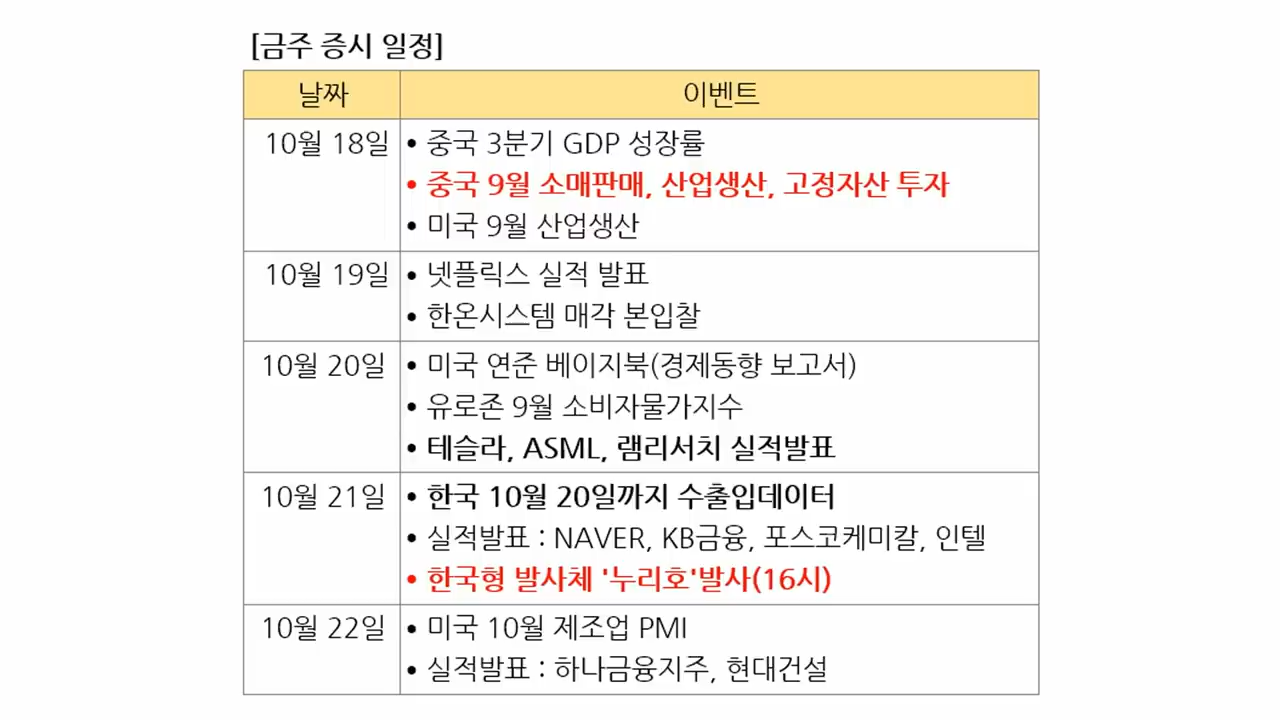 [금주 증시 일정]
날짜 이벤트
10월 18일 • 중국 3분기 GDP 성장률
• 중국 9월 소매판매, 산업생산, 고정자산 투자
• 미국 9월 산업생산
10월 19일 • 넷플릭스 실적 발표
• 한온시스템 매각 본입찰
10월 20일 • 미국 연준 베이지북(경제동향 보고서)
• 유로존 9월 소비자물가지수
• 테슬라, ASML, 램리서치 실적발표
10월 21일 • 한국 10월 20일까지 수출입데이터
• 실적발표 : NAVER, KB금융, 포스코케미칼, 인텔
• 한국형 발사체 '누리호'발사(16시)
10월 22일 • 미국 10월 제조업 PMI
• 실적발표 : 하나금융지주, 현대건설